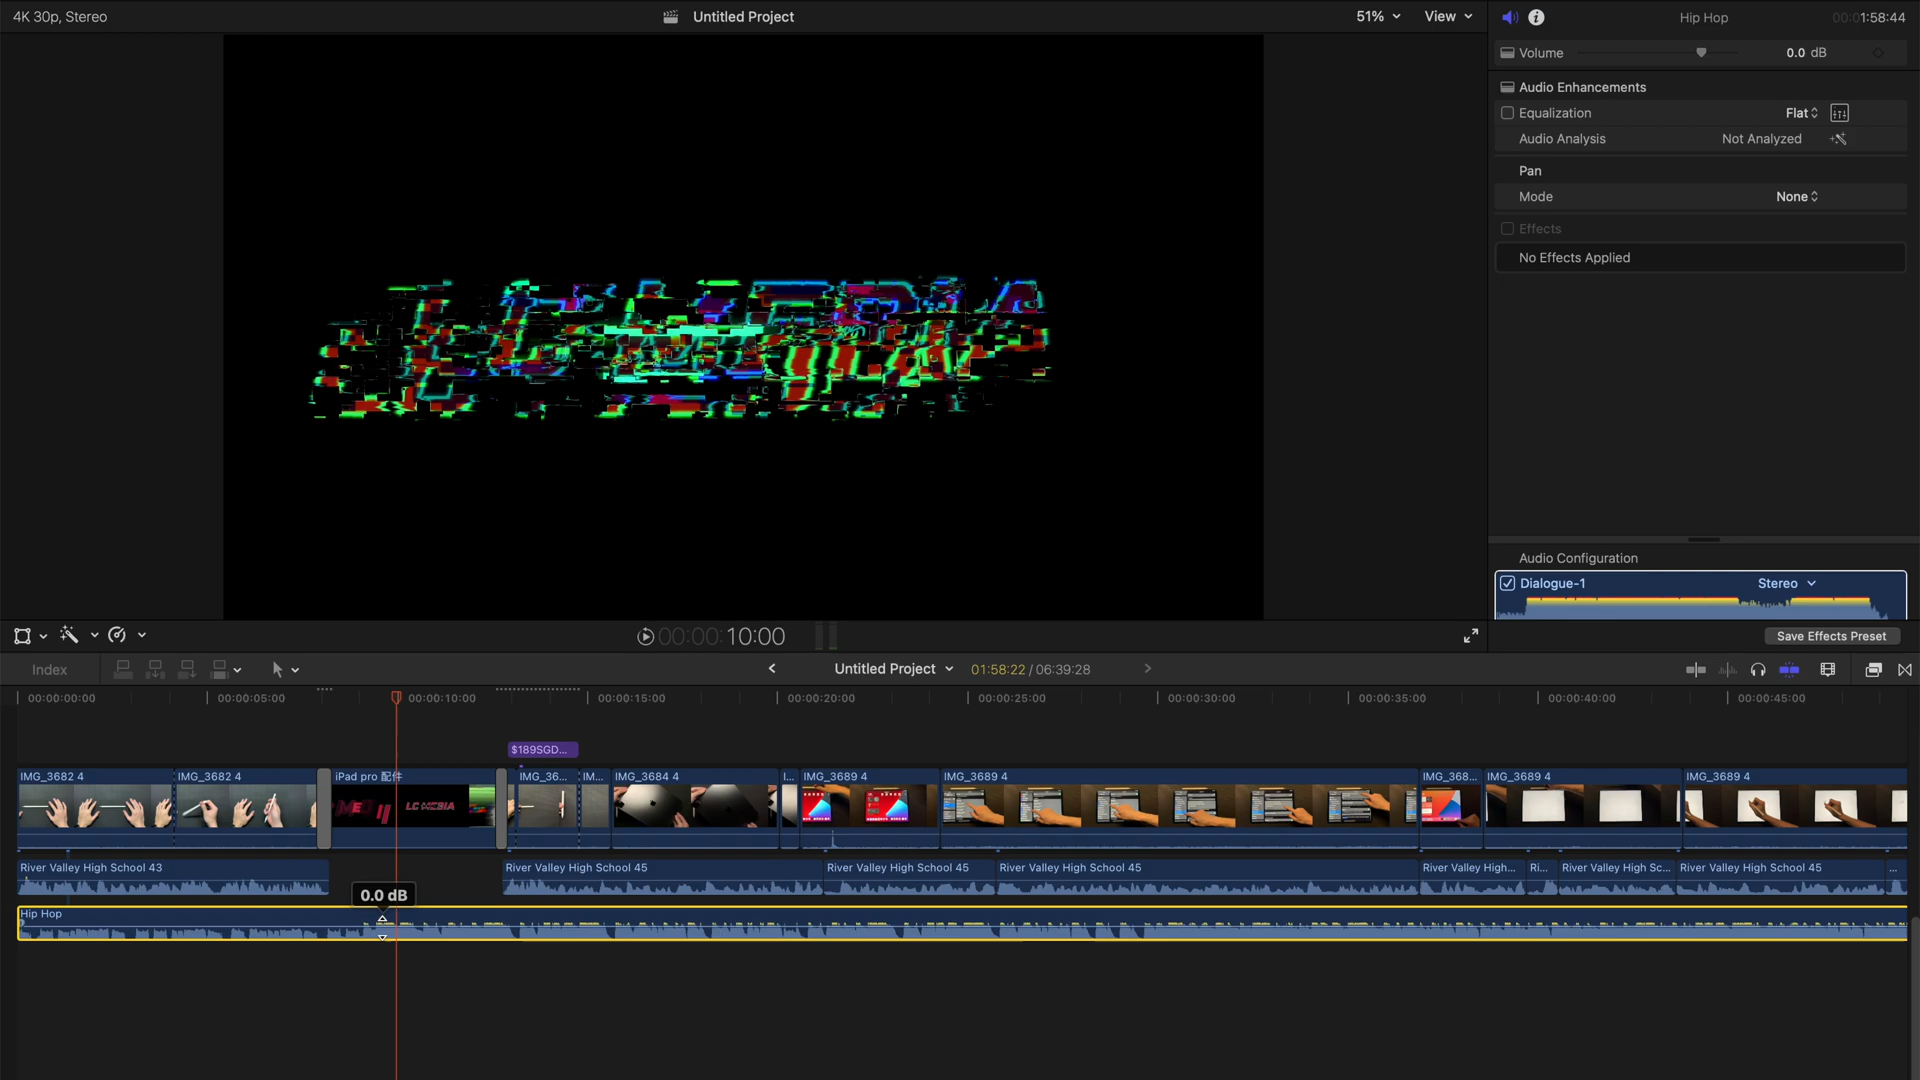 4K 30p, Stereo
Untitled Project
51%
View
Hip Hop
00:01:58:44
Volume
0.0 dB
Audio Enhancements
Equalization
Flat
Audio Analysis
Not Analyzed
Pan
Mode
None
Effects
No Effects Applied
Audio Configuration
Dialogue-1
Stereo
00:00:00:10:00
Save Effects Preset
Index
Untitled Project
01:58:22 / 06:39:28
00:00:00:00
00:00:05:00
00:00:10:00
00:00:15:00
00:00:20:00
00:00:25:00
00:00:30:00
00:00:35:00
00:00:40:00
00:00:45:00
$189SGD...
IMG_3682 4
IMG_3682 4
iPad pro 配件
IMG_36...
IM...
IMG_3684 4
I...
IMG_3689 4
IMG_3689 4
IMG_368...
IMG_3689 4
IMG_3689 4
LC MEDIA
River Valley High School 43
River Valley High School 45
River Valley High School 45
River Valley High School 45
River Valley High...
Ri...
River Valley High Sc...
River Valley High School 45
...
0.0 dB
Hip Hop